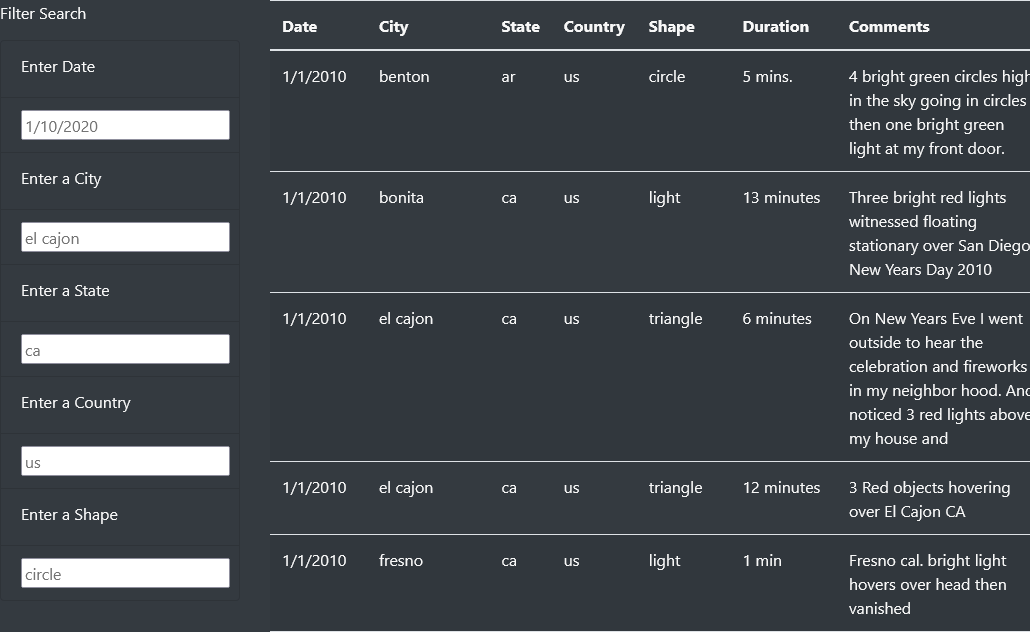 Filter Search
Enter Date
1/10/2020
Enter a City
el cajon
Enter a State
ca
Enter a Country
us
Enter a Shape
circle
Date City State Country Shape Duration Comments
1/1/2010 benton ar us circle 5 mins. 4 bright green circles high
in the sky going in circles
then one bright green
light at my front door.
1/1/2010 bonita ca us light 13 minutes Three bright red lights
witnessed floating
stationary over San Diego
New Years Day 2010
1/1/2010 el cajon ca us triangle 6 minutes On New Years Eve I went
outside to hear the
celebration and fireworks
in my neighbor hood. And
noticed 3 red lights above
my house and
1/1/2010 el cajon ca us triangle 12 minutes 3 Red objects hovering
over El Cajon CA
1/1/2010 fresno ca us light 1 min Fresno cal. bright light
hovers over head then
vanished